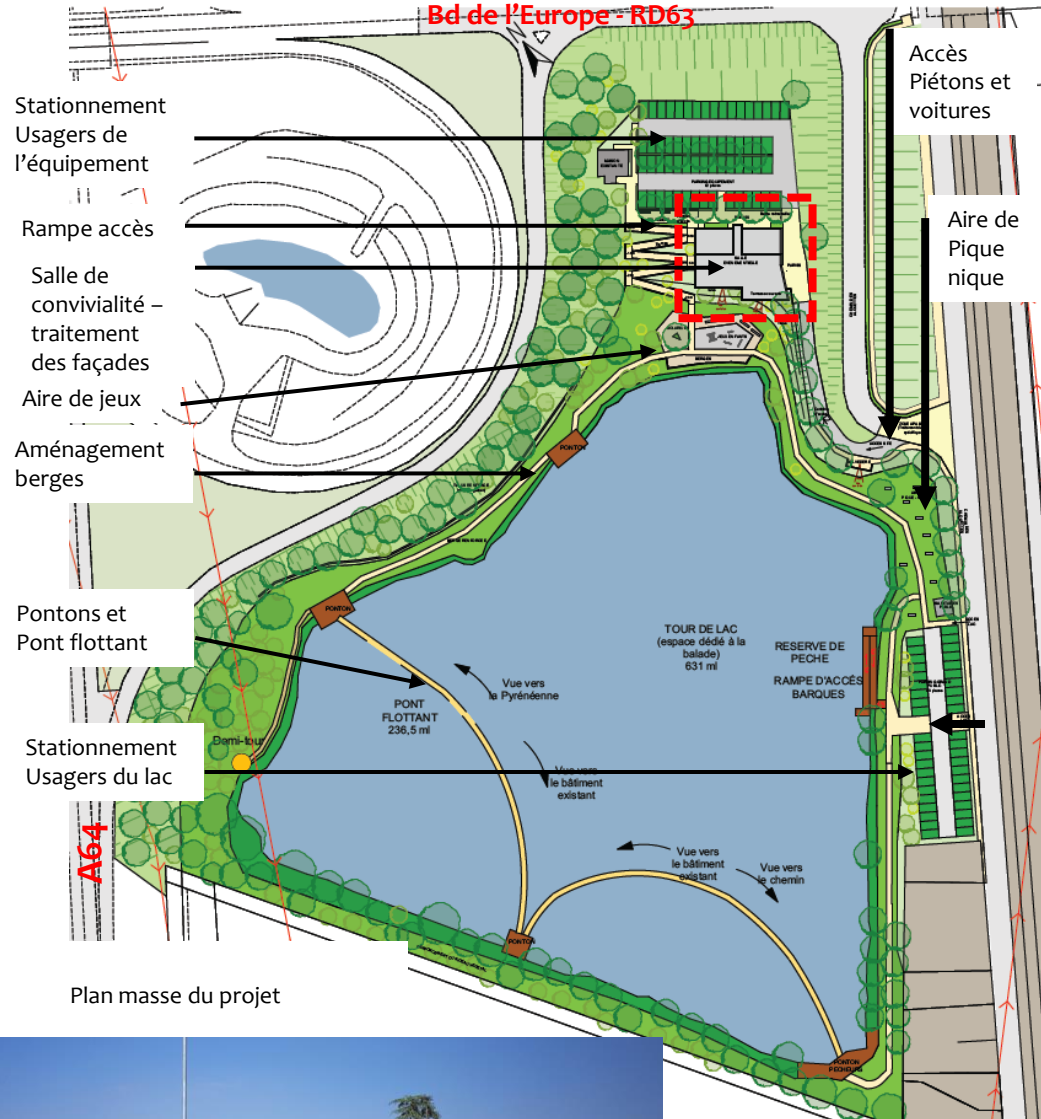 Bd de l'Europe - RD63
N
Accès
Piétons et
voitures
Stationnement
Usagers de
l'équipement
Rampe accès
Aire de
Pique
nique
Salle de
convivialité –
traitement
des façades
Aire de jeux
Aménagement
berges
PONTON
Pontons et
Pont flottant
PONTON
TOUR DE LAC
(espace dédié à la
balade)
631 ml
RESERVE DE
PECHE
RAMPE D'ACCÉS
BARQUES
Vue vers
la Pyrénéenne
PONT
FLOTTANT
236,5 ml
Stationnement
Usagers du lac
Demi-tour
Vue vers
le bâtiment
existant
A64
Vue vers
le bâtiment
existant
Vue vers
le chemin
PONTON
Plan masse du projet
PONTON
PECHEURS